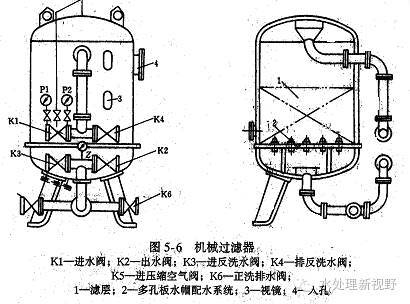 P1 P2
4
3
K1
K4
K3
K2
K6
1
2
图 5-6 机械过滤器
K1—进水阀; K2—出水阀; K3—进反洗水阀; K4—排反洗水阀;
K5—进压缩空气阀; K6—正洗排水阀;
1—滤层; 2—多孔板水帽配水系统; 3—视镜; 4—人孔
水处理新视野